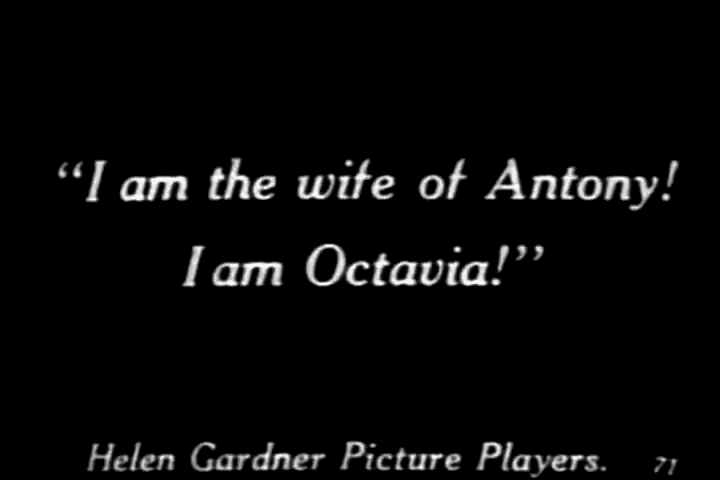 “I am the wife of Antony!
I am Octavia!”
Helen Gardner Picture Players. 71